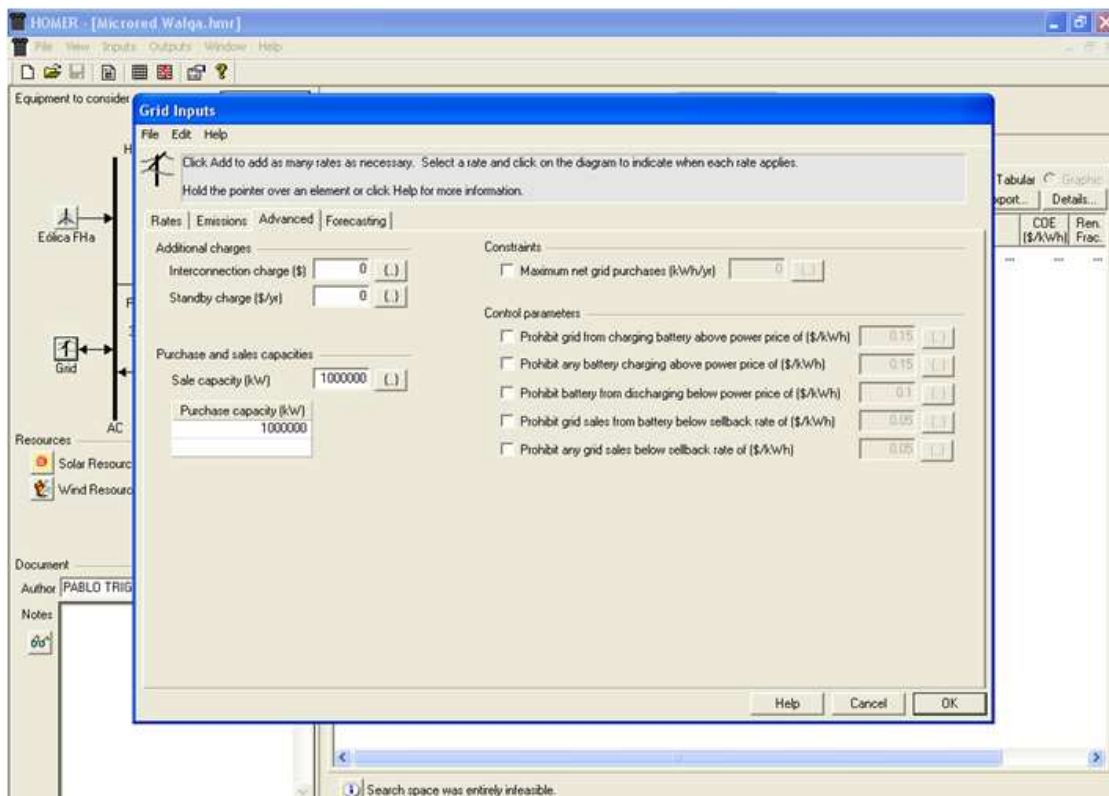 HOMER - [Microred Walqa.hmr]
File View Inputs Outputs Window Help
Equipment to consider
Grid Inputs
File Edit Help
Click Add to add as many rates as necessary. Select a rate and click on the diagram to indicate when each rate applies.
Hold the pointer over an element or click Help for more information.
Rates Emissions Advanced Forecasting
Additional charges
Interconnection charge ($) 0 {..}
Standby charge ($/yr) 0 {..}
Purchase and sales capacities
Sale capacity (kW) 1000000 {..}
Purchase capacity (kW)
1000000
Constraints
Maximum net grid purchases (kWh/yr) 0 {..}
Control parameters
Prohibit grid from charging battery above power price of ($/kWh) 0.15 {..}
Prohibit any battery charging above power price of ($/kWh) 0.15 {..}
Prohibit battery from discharging below power price of ($/kWh) 0.1 {..}
Prohibit grid sales from battery below sellback rate of ($/kWh) 0.05 {..}
Prohibit any grid sales below sellback rate of ($/kWh) 0.05 {..}
Help Cancel OK
H
Eólica FHa
Grid
AC
Resources
Solar Resourc
Wind Resourc
Document
Author PABLO TRIG
Notes
Tabular Graphic
xport... Details...
COE Ren.
($/kWh) Frac.
... ... ...
Search space was entirely infeasible.